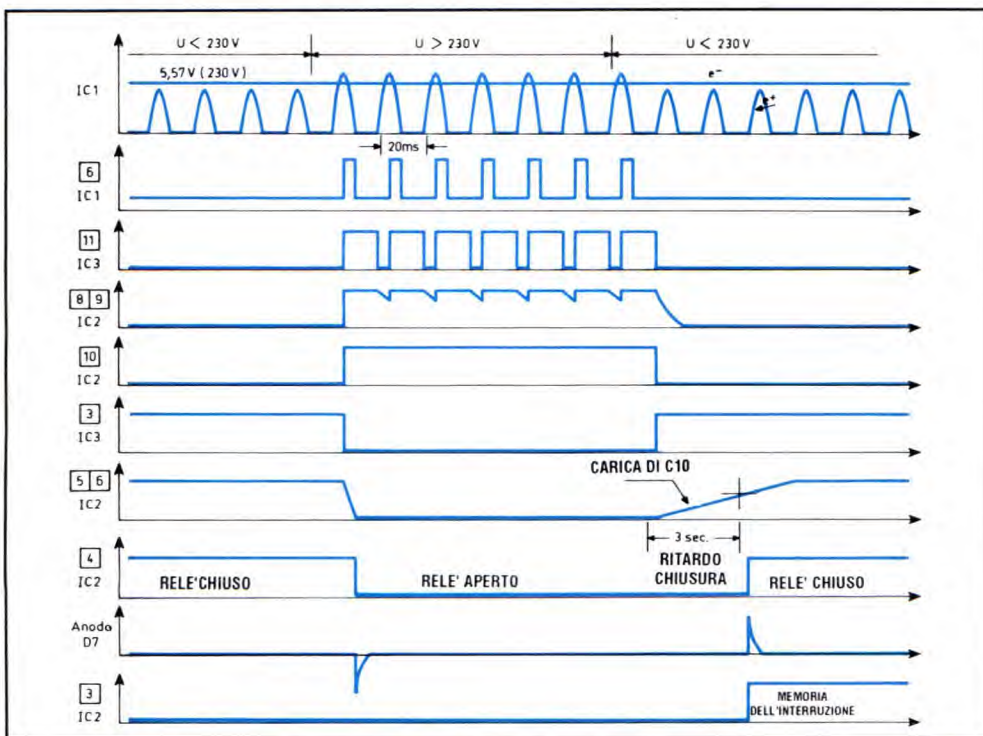 U < 230 V
U > 230 V
U < 230 V
5,57 V (230 V)
e⁻
e⁺
IC1
20ms
6
IC1
11
IC3
8 9
IC2
10
IC2
3
IC3
5 6
IC2
CARICA DI C10
3 sec.
RITARDO
CHIUSURA
4
IC2
RELE'CHIUSO
RELE' APERTO
RELE' CHIUSO
Anodo
D7
3
IC2
MEMORIA
DELL'INTERRUZIONE